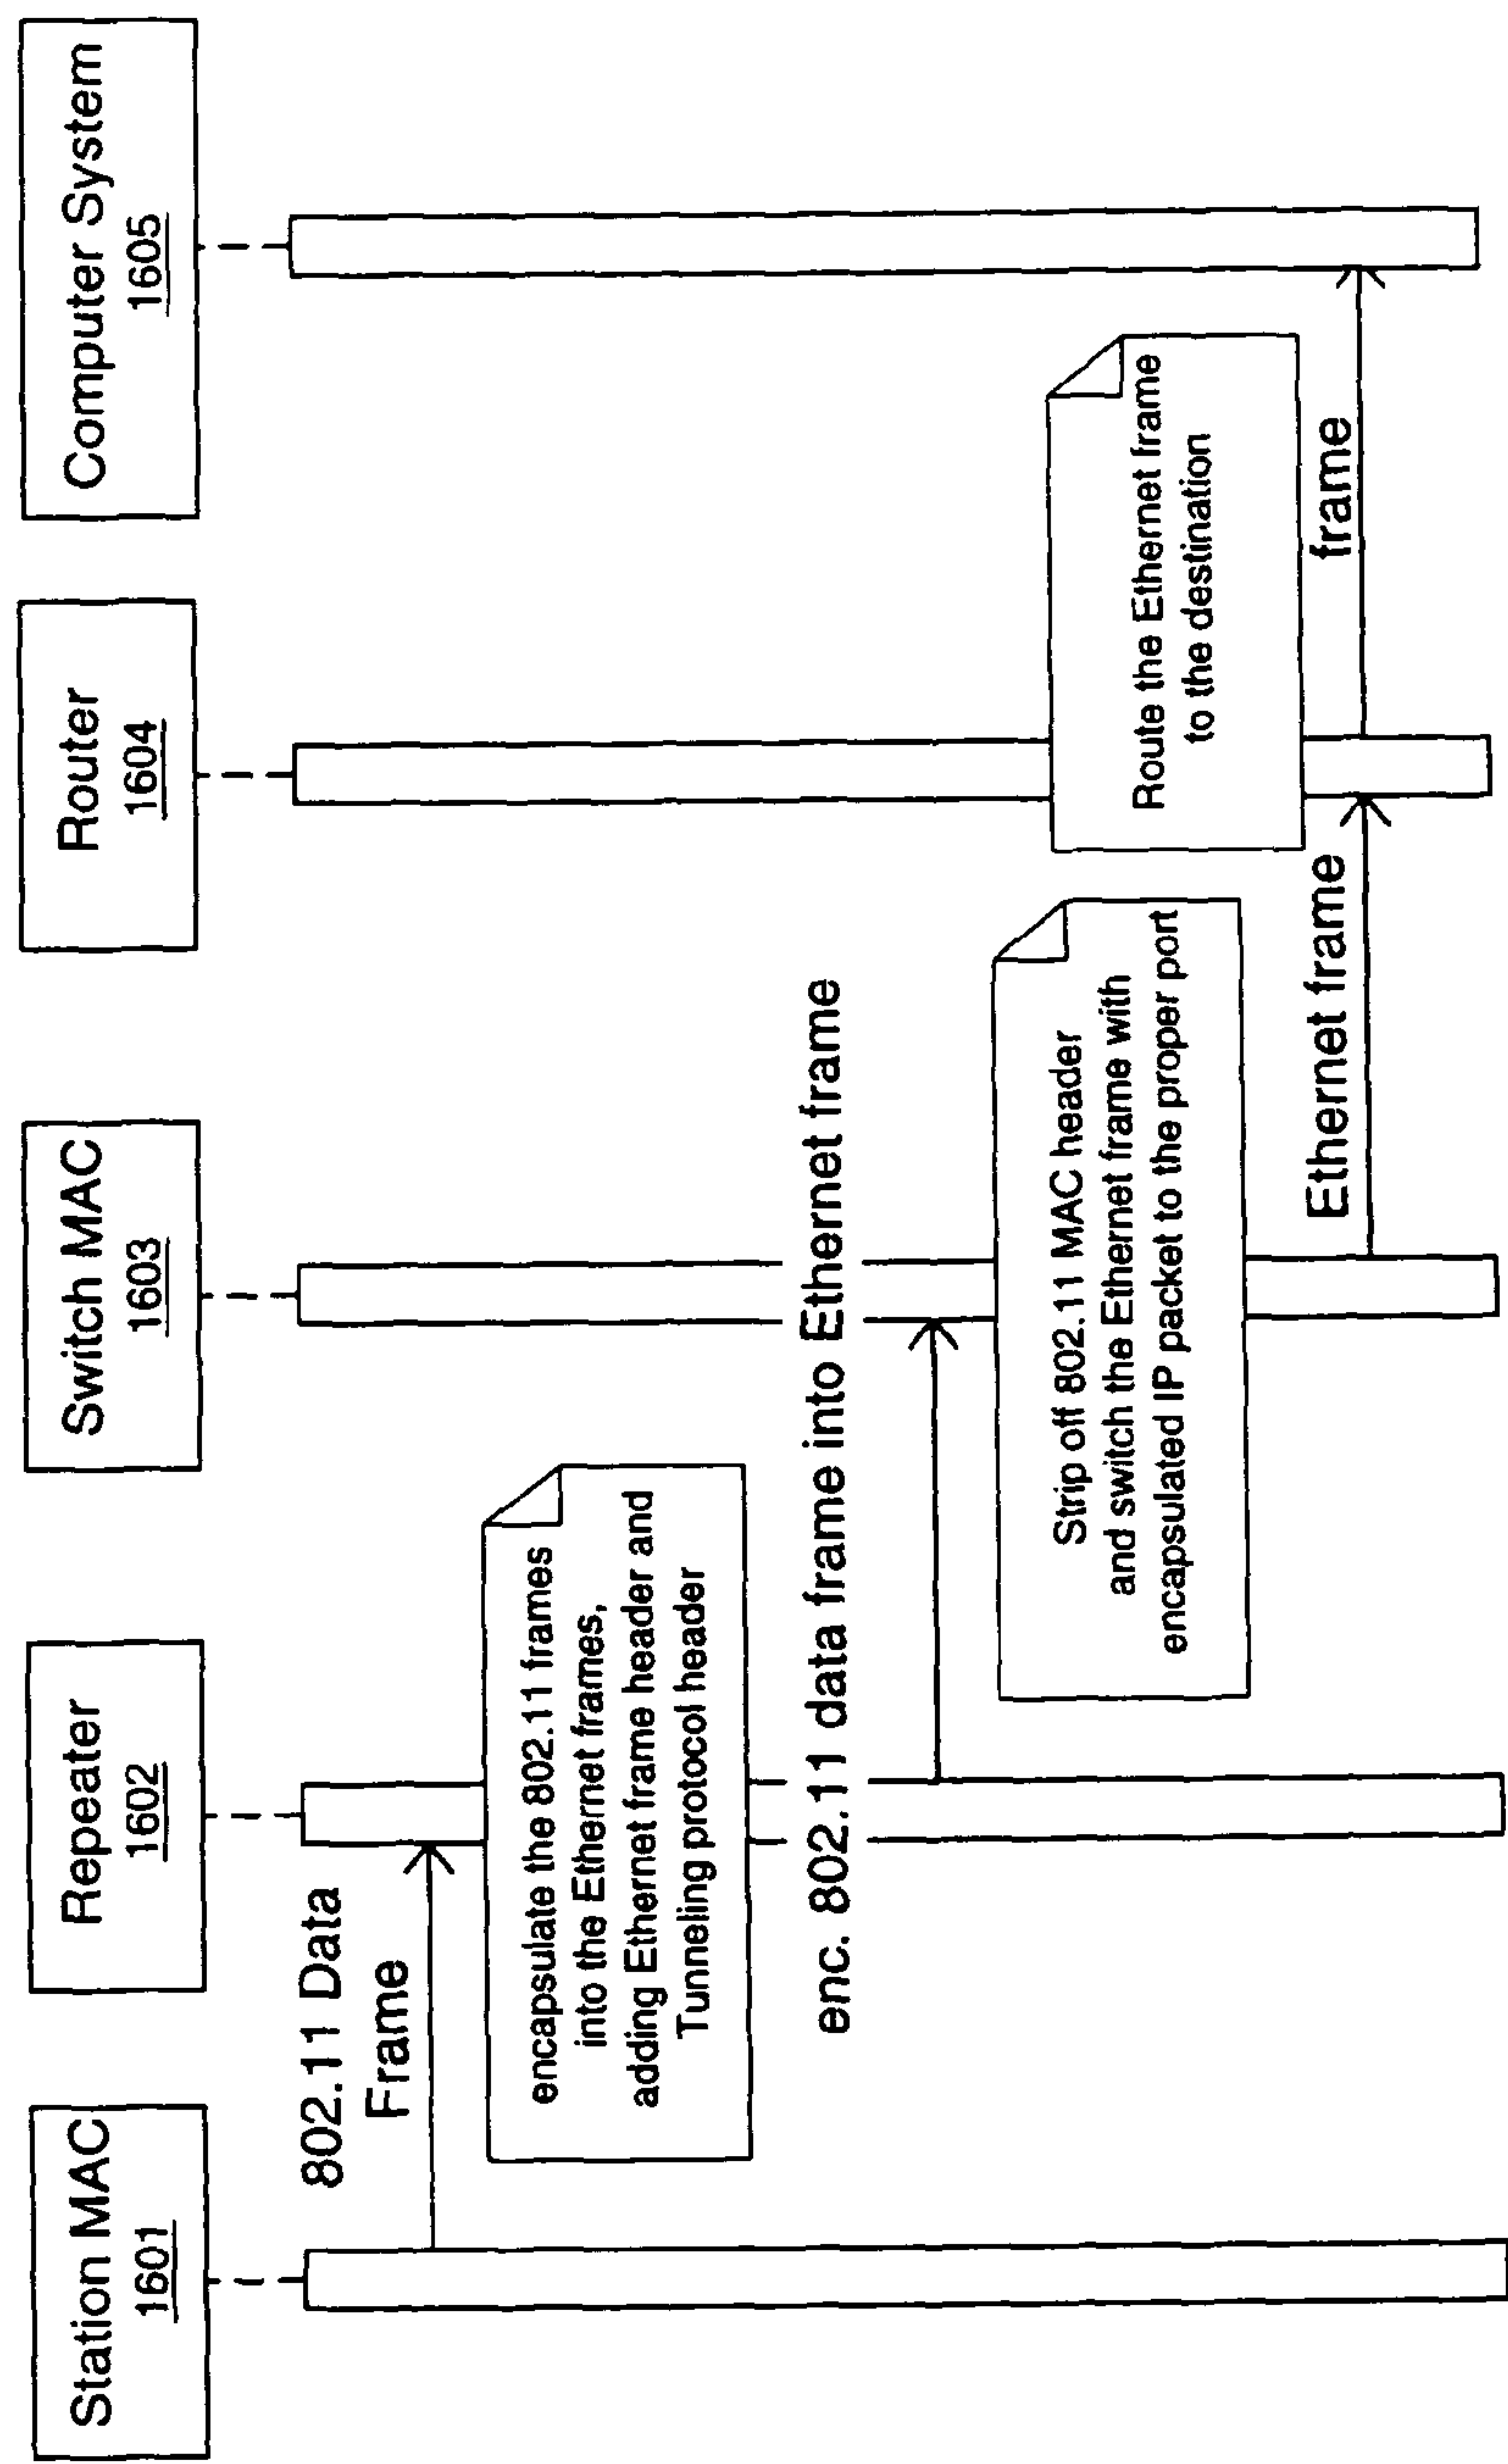 Station MAC
1601
Repeater
1602
Switch MAC
1603
Router
1604
Computer System
1605
802.11 Data
Frame
encapsulate the 802.11 frames
into the Ethernet frames,
adding Ethernet frame header and
Tunneling protocol header
enc. 802.11 data frame into Ethernet frame
Strip off 802.11 MAC header
and switch the Ethernet frame with
encapsulated IP packet to the proper port
Ethernet frame
Route the Ethernet frame
to the destination
frame